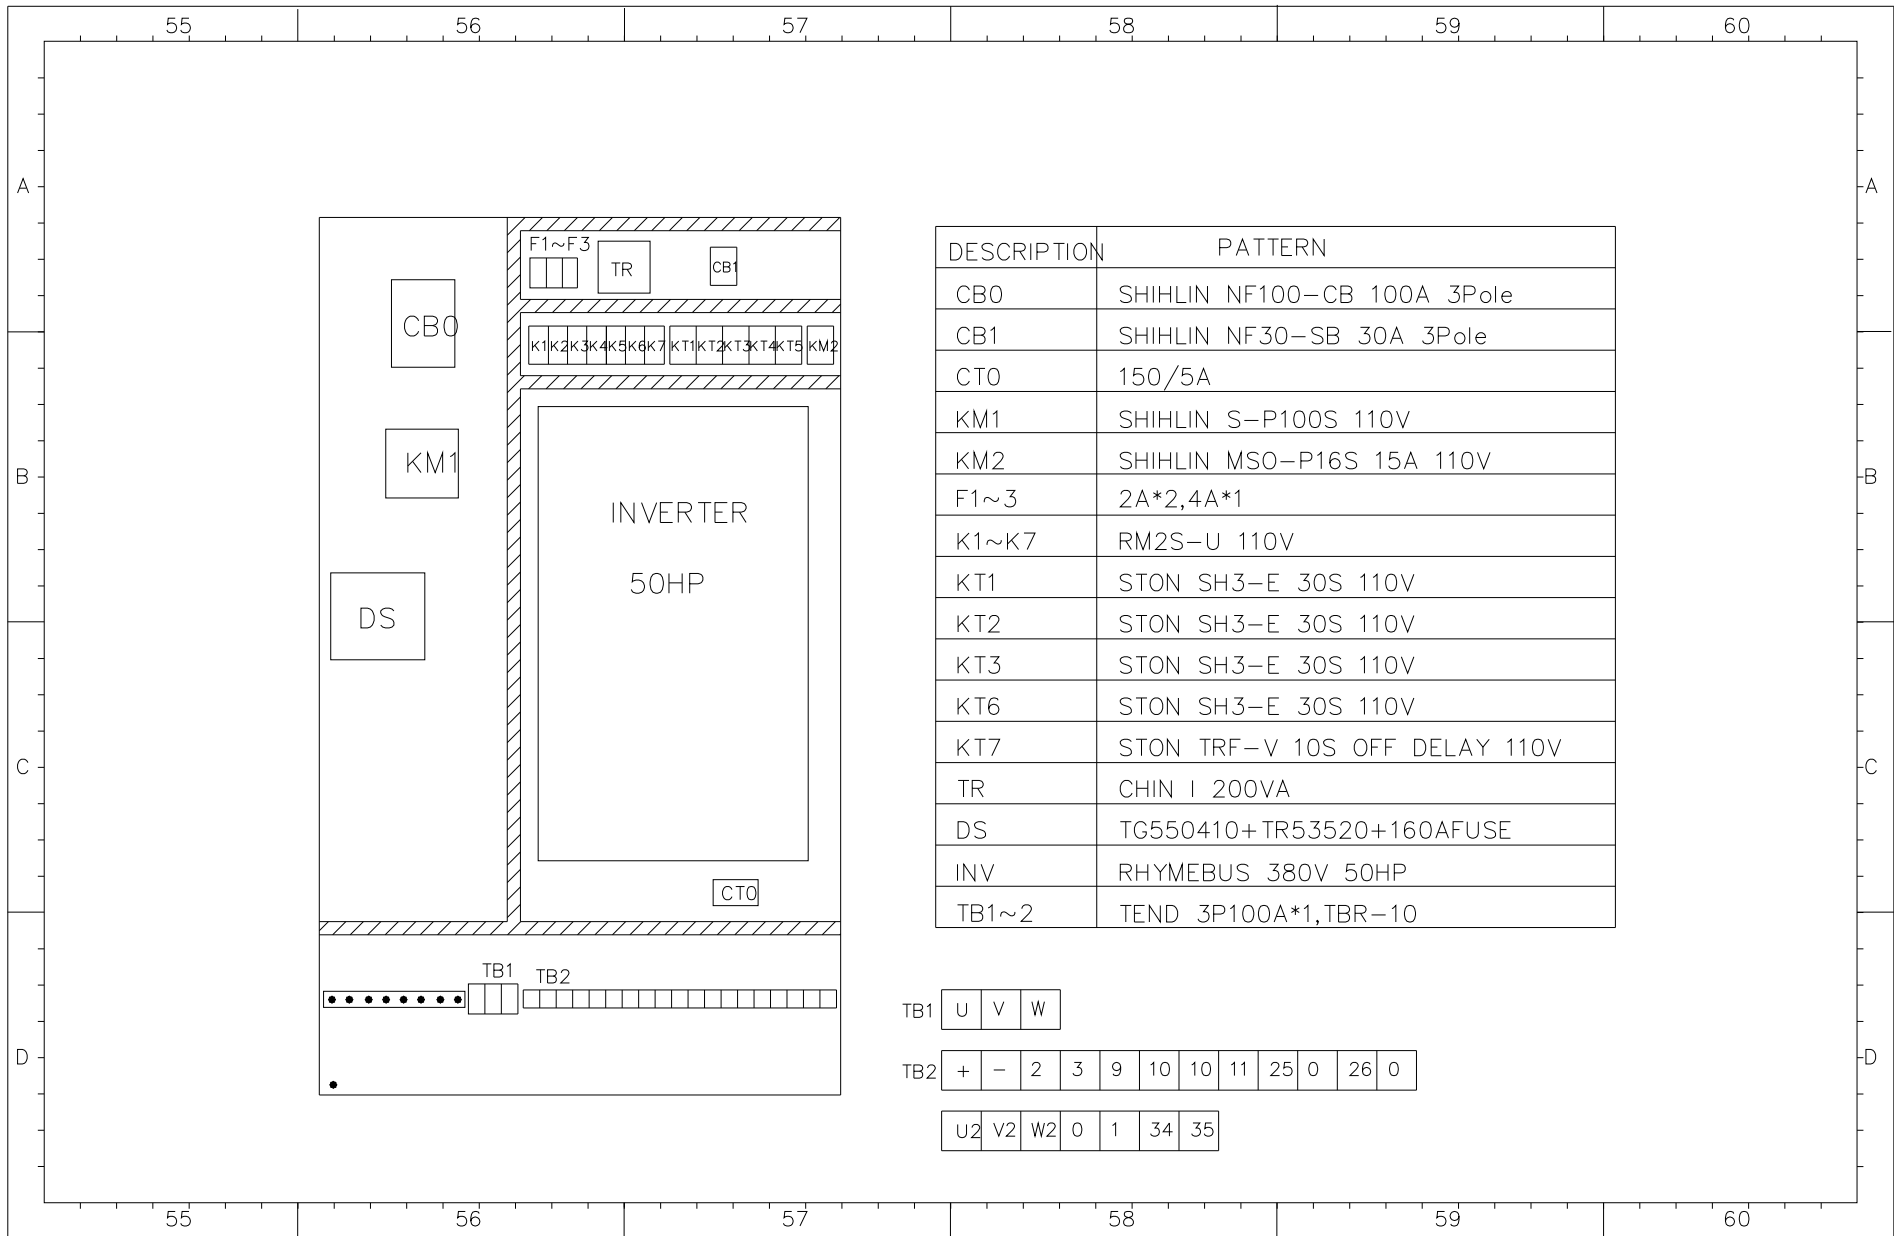 55 56 57 58 59 60
A A
B B
C C
D D
F1~F3
TR
CB1
CB0
K1 K2 K3 K4 K5 K6 K7 KT1 KT2 KT3 KT4 KT5 KM2
KM1
INVERTER
50HP
DS
CT0
TB1 TB2
DESCRIPTION PATTERN
CB0 SHIHLIN NF100-CB 100A 3Pole
CB1 SHIHLIN NF30-SB 30A 3Pole
CT0 150/5A
KM1 SHIHLIN S-P100S 110V
KM2 SHIHLIN MSO-P16S 15A 110V
F1~3 2A*2,4A*1
K1~K7 RM2S-U 110V
KT1 STON SH3-E 30S 110V
KT2 STON SH3-E 30S 110V
KT3 STON SH3-E 30S 110V
KT6 STON SH3-E 30S 110V
KT7 STON TRF-V 10S OFF DELAY 110V
TR CHIN I 200VA
DS TG550410+TR53520+160AFUSE
INV RHYMEBUS 380V 50HP
TB1~2 TEND 3P100A*1,TBR-10
TB1 U V W
TB2 + - 2 3 9 10 10 11 25 0 26 0
U2 V2 W2 0 1 34 35
55 56 57 58 59 60